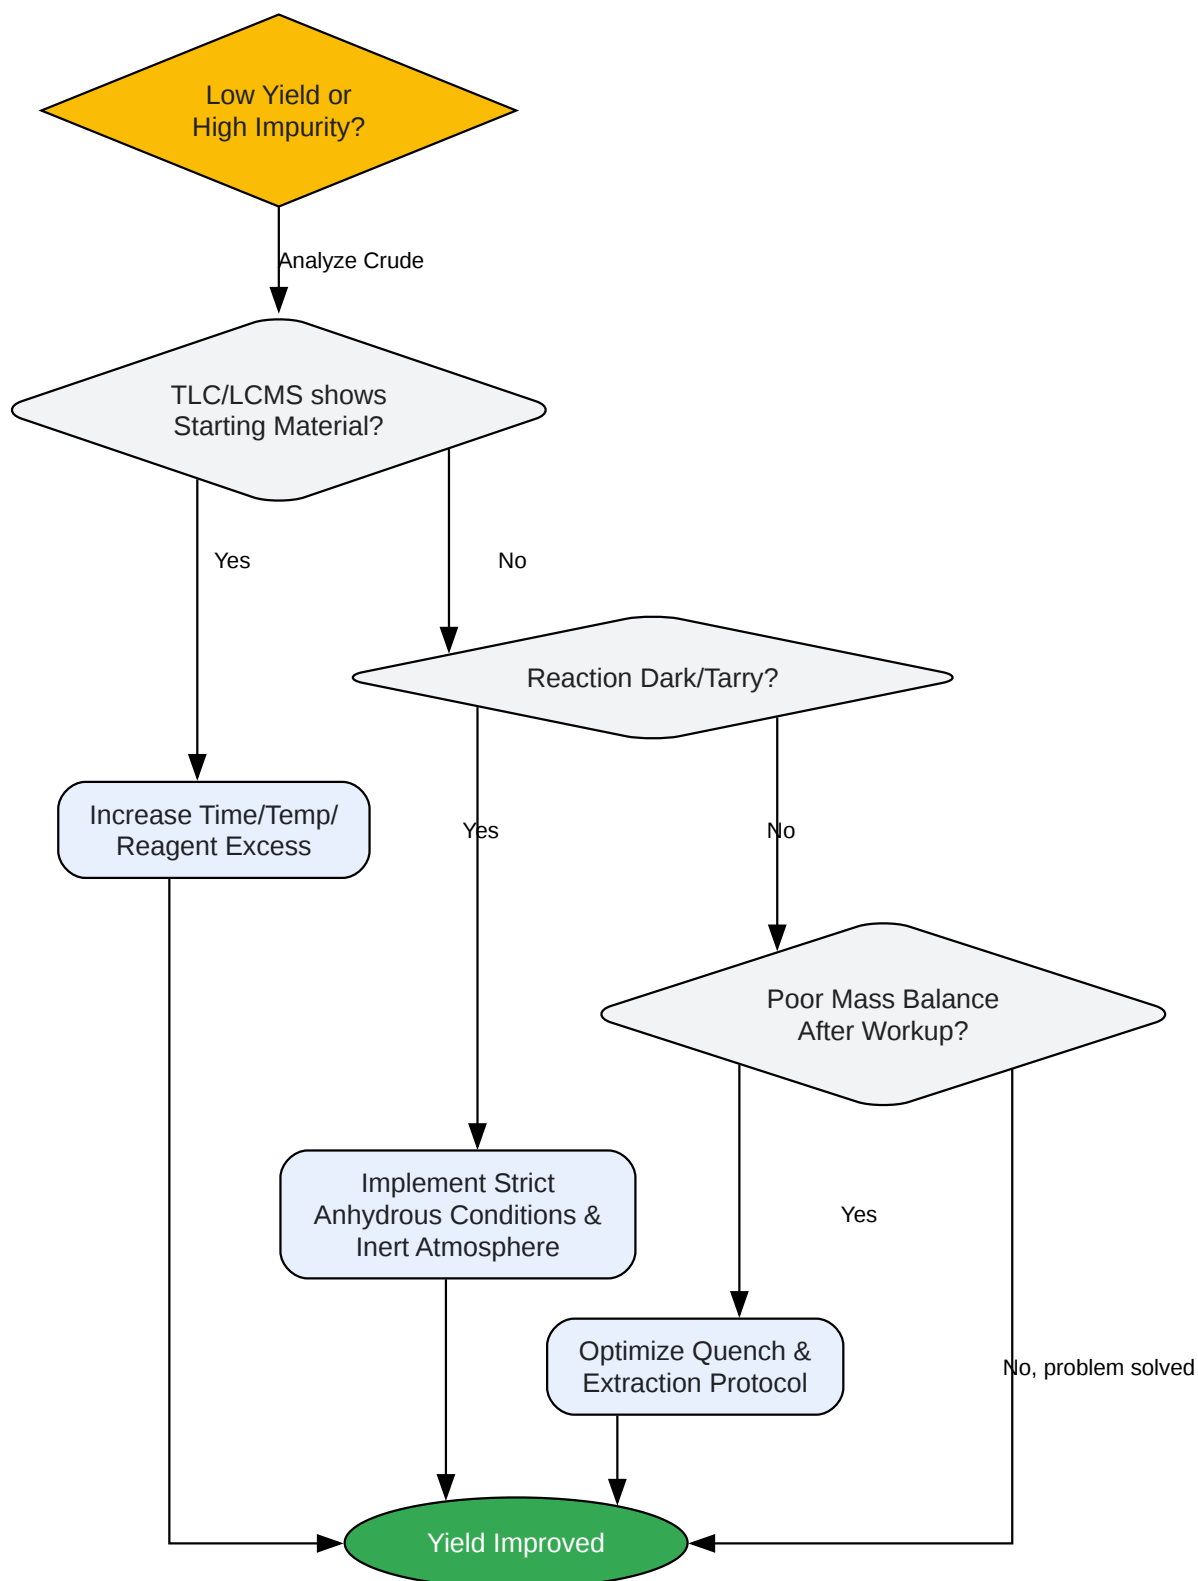 Low Yield or
High Impurity?
Analyze Crude
TLC/LCMS shows
Starting Material?
Yes
No
Reaction Dark/Tarry?
Increase Time/Temp/
Reagent Excess
Yes
No
Poor Mass Balance
After Workup?
Implement Strict
Anhydrous Conditions &
Inert Atmosphere
Yes
Optimize Quench &
Extraction Protocol
No, problem solved
Yield Improved